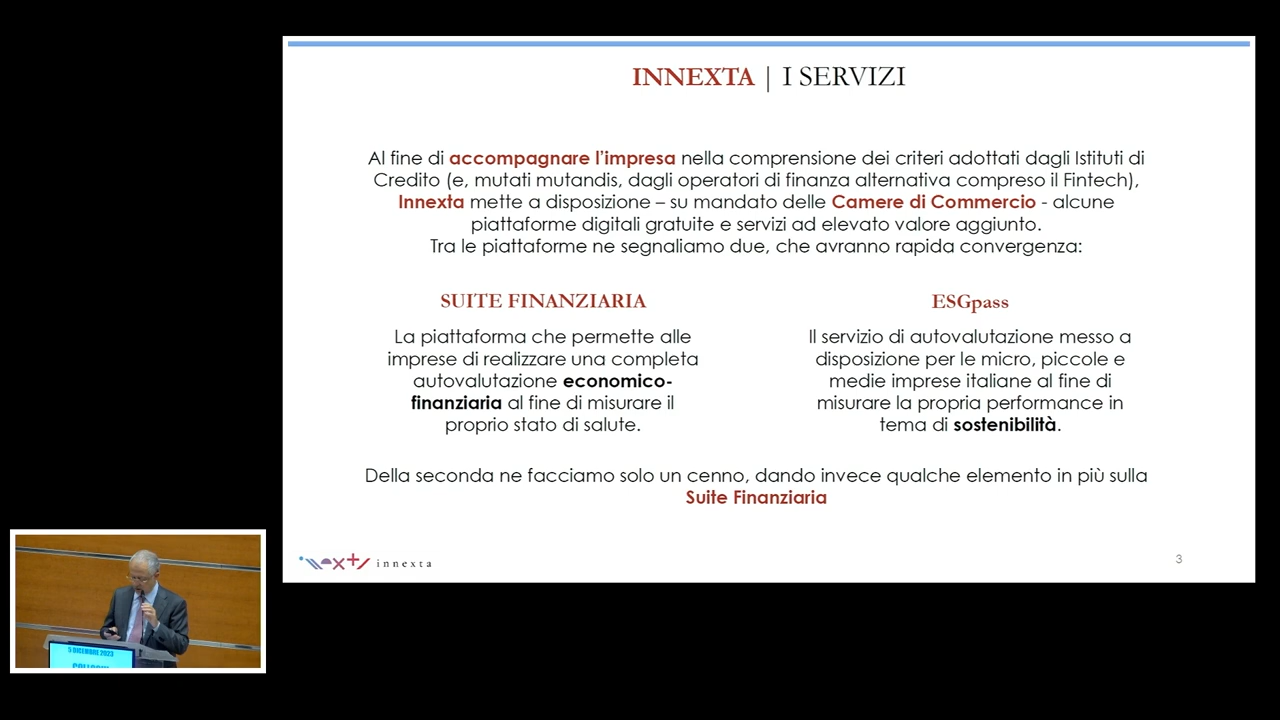 INNEXTA | I SERVIZI
Al fine di accompagnare l'impresa nella comprensione dei criteri adottati dagli Istituti di
Credito (e, mutati mutandis, dagli operatori di finanza alternativa compreso il Fintech),
Innexta mette a disposizione – su mandato delle Camere di Commercio - alcune
piattaforme digitali gratuite e servizi ad elevato valore aggiunto.
Tra le piattaforme ne segnaliamo due, che avranno rapida convergenza:
SUITE FINANZIARIA
La piattaforma che permette alle
imprese di realizzare una completa
autovalutazione economico-
finanziaria al fine di misurare il
proprio stato di salute.
ESGpass
Il servizio di autovalutazione messo a
disposizione per le micro, piccole e
medie imprese italiane al fine di
misurare la propria performance in
tema di sostenibilità.
Della seconda ne facciamo solo un cenno, dando invece qualche elemento in più sulla
Suite Finanziaria
innexta
3
5 DICEMBRE 2023